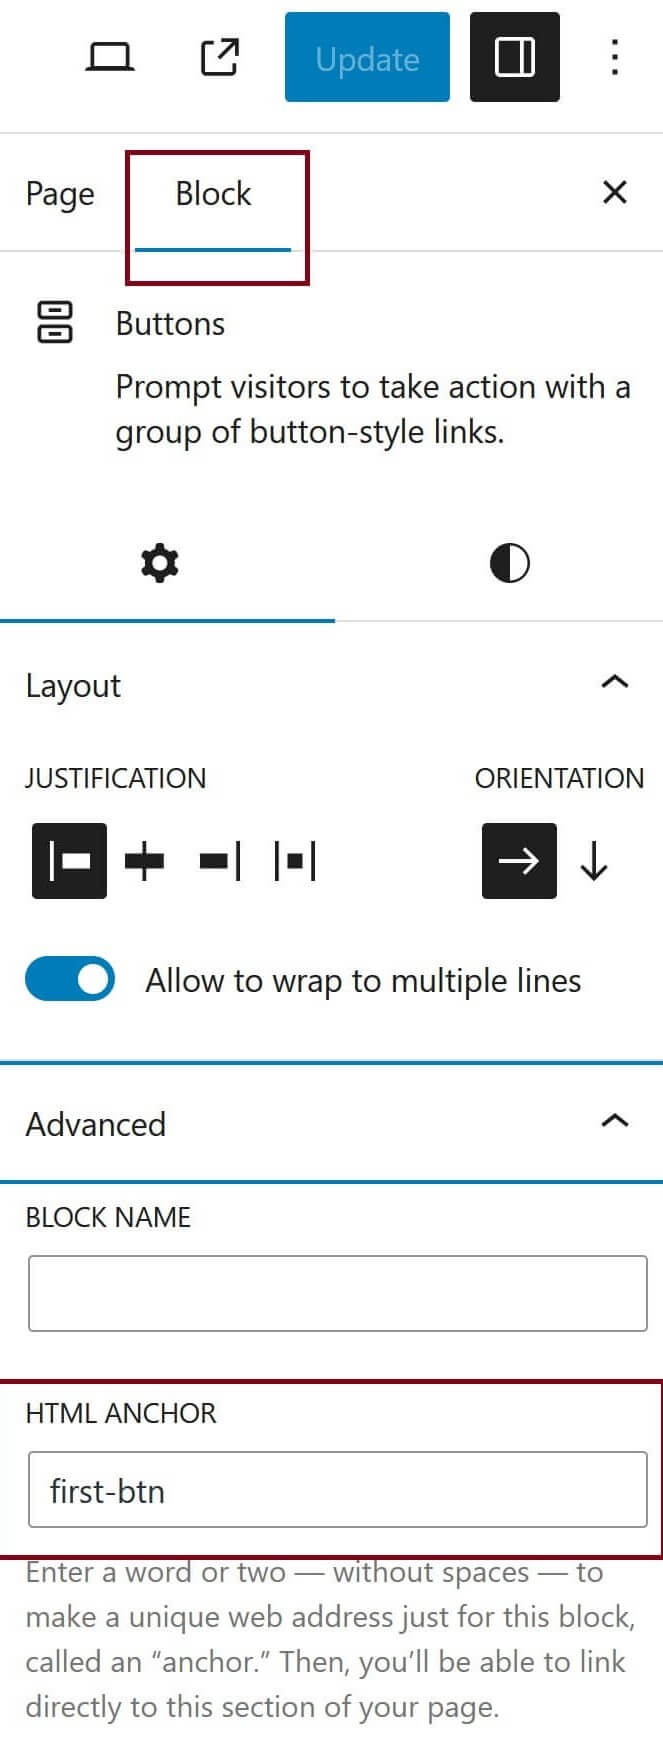 Update
Page Block
Buttons
Prompt visitors to take action with a
group of button-style links.
Layout
JUSTIFICATION ORIENTATION
Allow to wrap to multiple lines
Advanced
BLOCK NAME
HTML ANCHOR
first-btn
Enter a word or two — without spaces — to
make a unique web address just for this block,
called an “anchor.” Then, you’ll be able to link
directly to this section of your page.